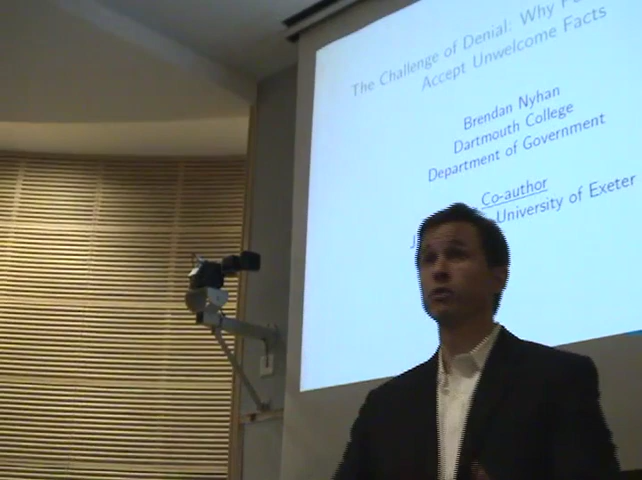 The Challenge of Denial: Why
Accept Unwelcome Facts
Brendan Nyhan
Dartmouth College
Department of Government
Co-author
University of Exeter